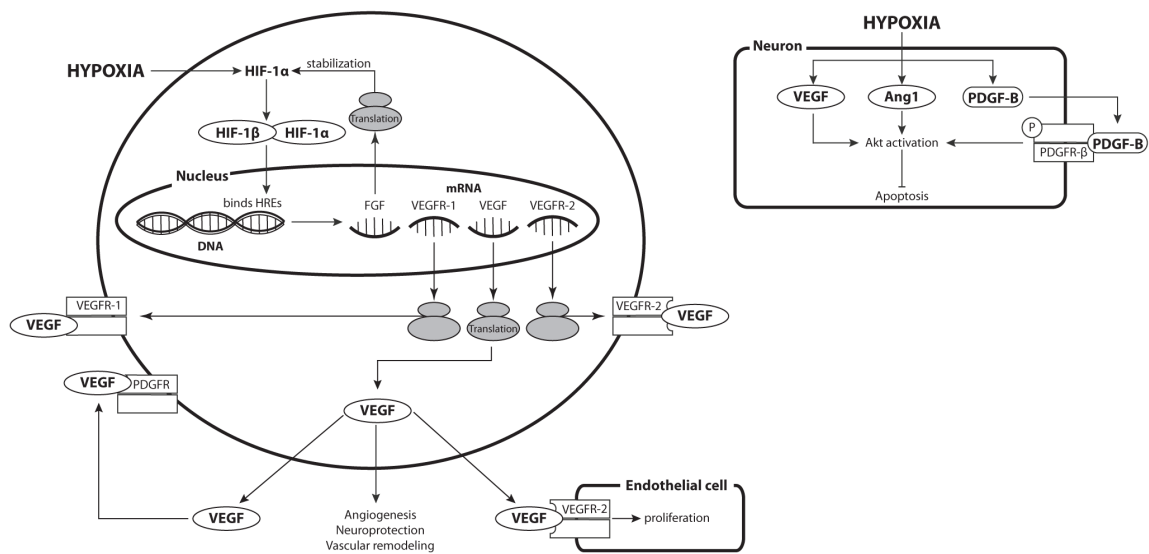 HYPOXIA
HIF-1α
stabilization
Translation
HIF-1β
HIF-1α
Nucleus
binds HREs
DNA
mRNA
FGF
VEGFR-1
VEGF
VEGFR-2
VEGFR-1
VEGF
Translation
VEGFR-2
VEGF
VEGF
PDGFR
VEGF
VEGF
Angiogenesis
Neuroprotection
Vascular remodeling
VEGF
VEGFR-2
Endothelial cell
proliferation
HYPOXIA
Neuron
VEGF
Ang1
PDGF-B
Akt activation
P
PDGFR-β
PDGF-B
Apoptosis